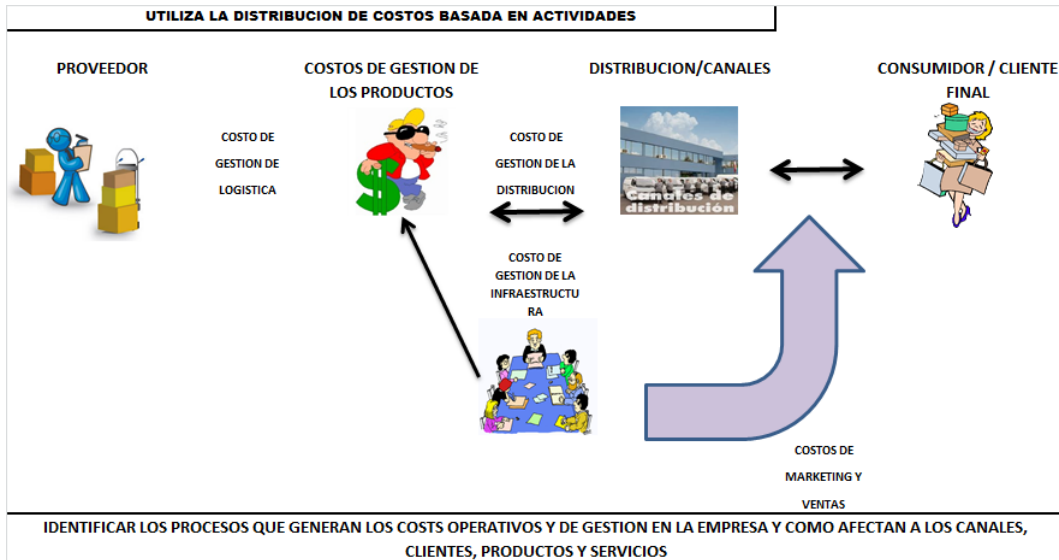 UTILIZA LA DISTRIBUCION DE COSTOS BASADA EN ACTIVIDADES
PROVEEDOR
COSTOS DE GESTION DE
LOS PRODUCTOS
DISTRIBUCION/CANALES
CONSUMIDOR / CLIENTE
FINAL
COSTO DE
GESTION DE
LOGISTICA
COSTO DE
GESTION DE LA
DISTRIBUCION
canales de
distribución
COSTO DE
GESTION DE LA
INFRAESTRUCTU
RA
COSTOS DE
MARKETING Y
VENTAS
IDENTIFICAR LOS PROCESOS QUE GENERAN LOS COSTS OPERATIVOS Y DE GESTION EN LA EMPRESA Y COMO AFECTAN A LOS CANALES,
CLIENTES, PRODUCTOS Y SERVICIOS